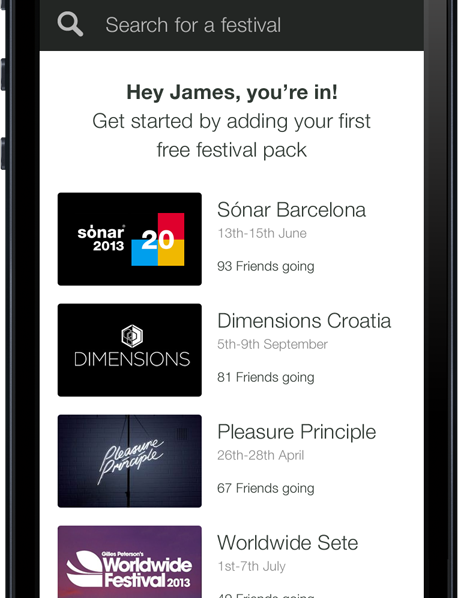 Search for a festival
Hey James, you're in!
Get started by adding your first
free festival pack
sónar
2013
20
Sónar Barcelona
13th-15th June
93 Friends going
DIMENSIONS
Dimensions Croatia
5th-9th September
81 Friends going
Pleasure
Principle
Pleasure Principle
26th-28th April
67 Friends going
Gilles Peterson's
Worldwide
Festival 2013
Worldwide Sete
1st-7th July
Friends going